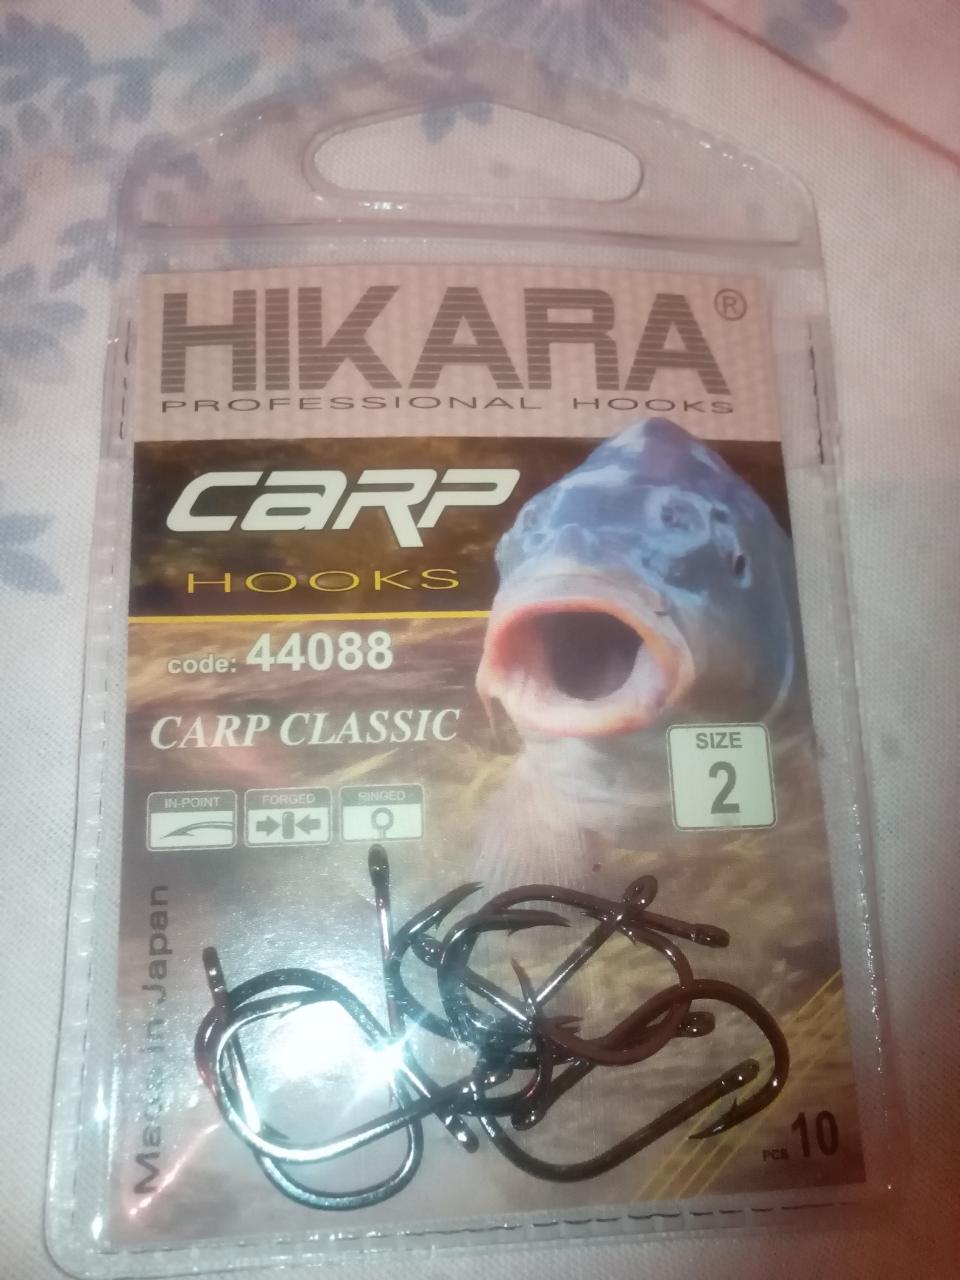 HIKARA®
PROFESSIONAL HOOKS
CARP
HOOKS
code: 44088
CARP CLASSIC
SIZE
2
IN-POINT
FORGED
RINGED
Made in Japan
PCS 10